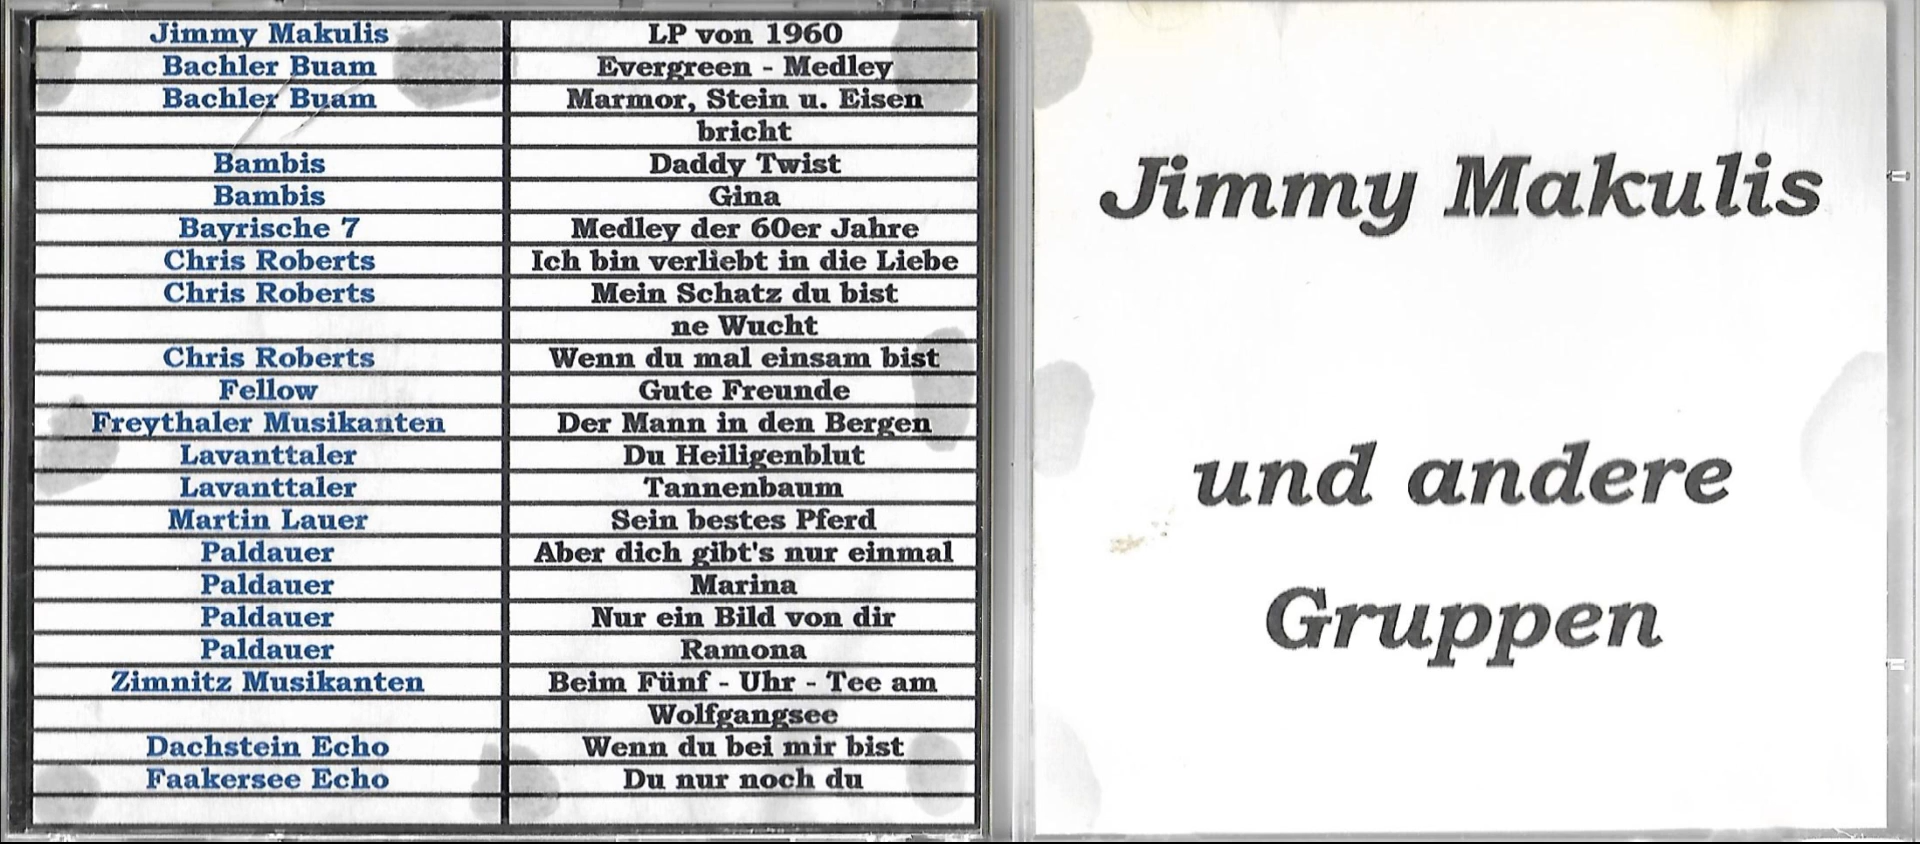 Jimmy Makulis LP von 1960
Bachler Buam Evergreen - Medley
Bachler Buam Marmor, Stein u. Eisen
bricht
Bambis Daddy Twist
Bambis Gina
Bayrische 7 Medley der 60er Jahre
Chris Roberts Ich bin verliebt in die Liebe
Chris Roberts Mein Schatz du bist
ne Wucht
Chris Roberts Wenn du mal einsam bist
Fellow Gute Freunde
Freythaler Musikanten Der Mann in den Bergen
Lavanttaler Du Heiligenblut
Lavanttaler Tannenbaum
Martin Lauer Sein bestes Pferd
Paldauer Aber dich gibt's nur einmal
Paldauer Marina
Paldauer Nur ein Bild von dir
Paldauer Ramona
Zimnitz Musikanten Beim Fünf - Uhr - Tee am
Wolfgangsee
Dachstein Echo Wenn du bei mir bist
Faakersee Echo Du nur noch du
Jimmy Makulis
und andere
Gruppen